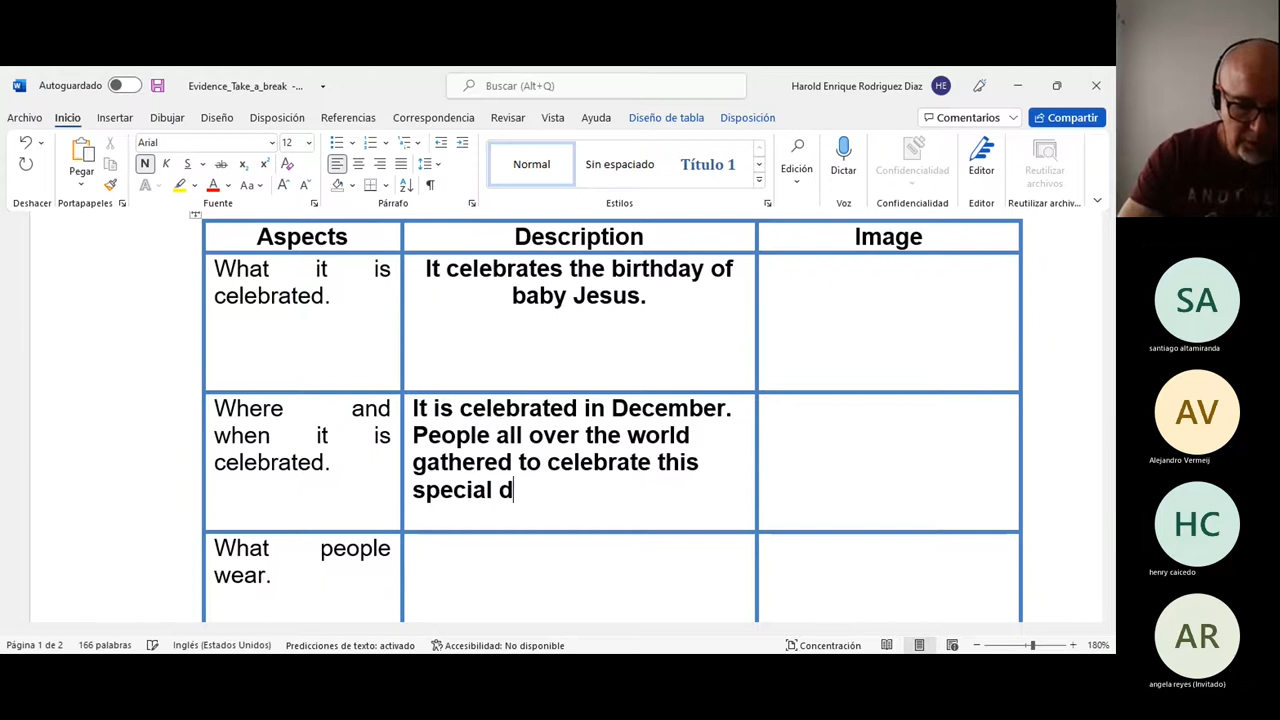 Autoguardado
Evidence_Take_a_break -...
Buscar (Alt+Q)
Harold Enrique Rodriguez Diaz
HE
Archivo Inicio Insertar Dibujar Diseño Disposición Referencias Correspondencia Revisar Vista Ayuda Diseño de tabla Disposición
Comentarios
Compartir
Arial
12
N K S ab x₂ x²
A A Aa A A
Pegar
Normal
Sin espaciado
Título 1
Edición
Dictar
Confidencialidad
Editor
Reutilizar
archivos
Deshacer
Portapapeles
Fuente
Párrafo
Estilos
Voz
Confidencialidad
Editor
Reutilizar archiv...
Aspects
Description
Image
What it is
celebrated.
It celebrates the birthday of
baby Jesus.
Where and
when it is
celebrated.
It is celebrated in December.
People all over the world
gathered to celebrate this
special d
What people
wear.
Página 1 de 2
166 palabras
Inglés (Estados Unidos)
Predicciones de texto: activado
Accesibilidad: No disponible
Concentración
180%
SA
santiago altamiranda
AV
Alejandro Vermeij
HC
henry caicedo
AR
angela reyes (Invitado)